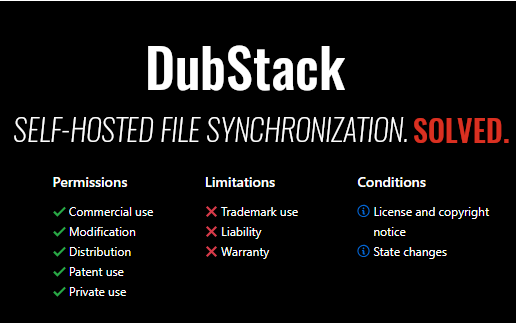 DubStack
SELF-HOSTED FILE SYNCHRONIZATION. SOLVED.
Permissions
Commercial use
Modification
Distribution
Patent use
Private use
Limitations
Trademark use
Liability
Warranty
Conditions
License and copyright
notice
State changes